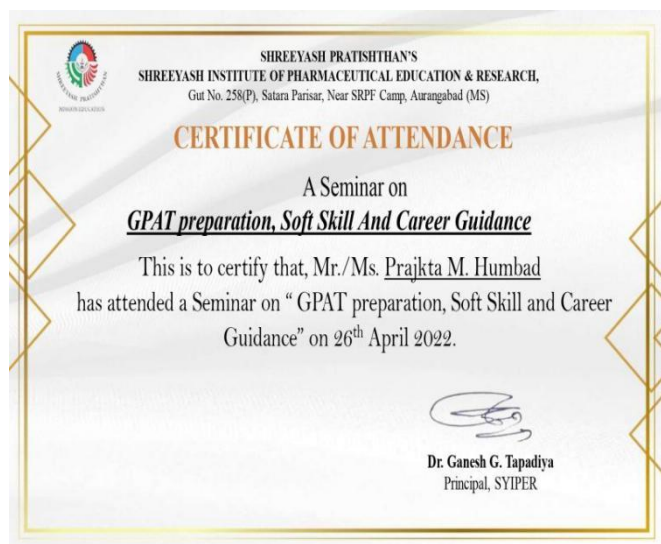 SHREEYASH PRATISHTHAN'S
SHREEYASH INSTITUTE OF PHARMACEUTICAL EDUCATION & RESEARCH,
Gut No. 258(P), Satara Parisar, Near SRPF Camp, Aurangabad (MS)
CERTIFICATE OF ATTENDANCE
A Seminar on
GPAT preparation, Soft Skill And Career Guidance
This is to certify that, Mr./Ms. Prajkta M. Humbad
has attended a Seminar on “ GPAT preparation, Soft Skill and Career
Guidance” on 26th April 2022.
Dr. Ganesh G. Tapadiya
Principal, SYIPER